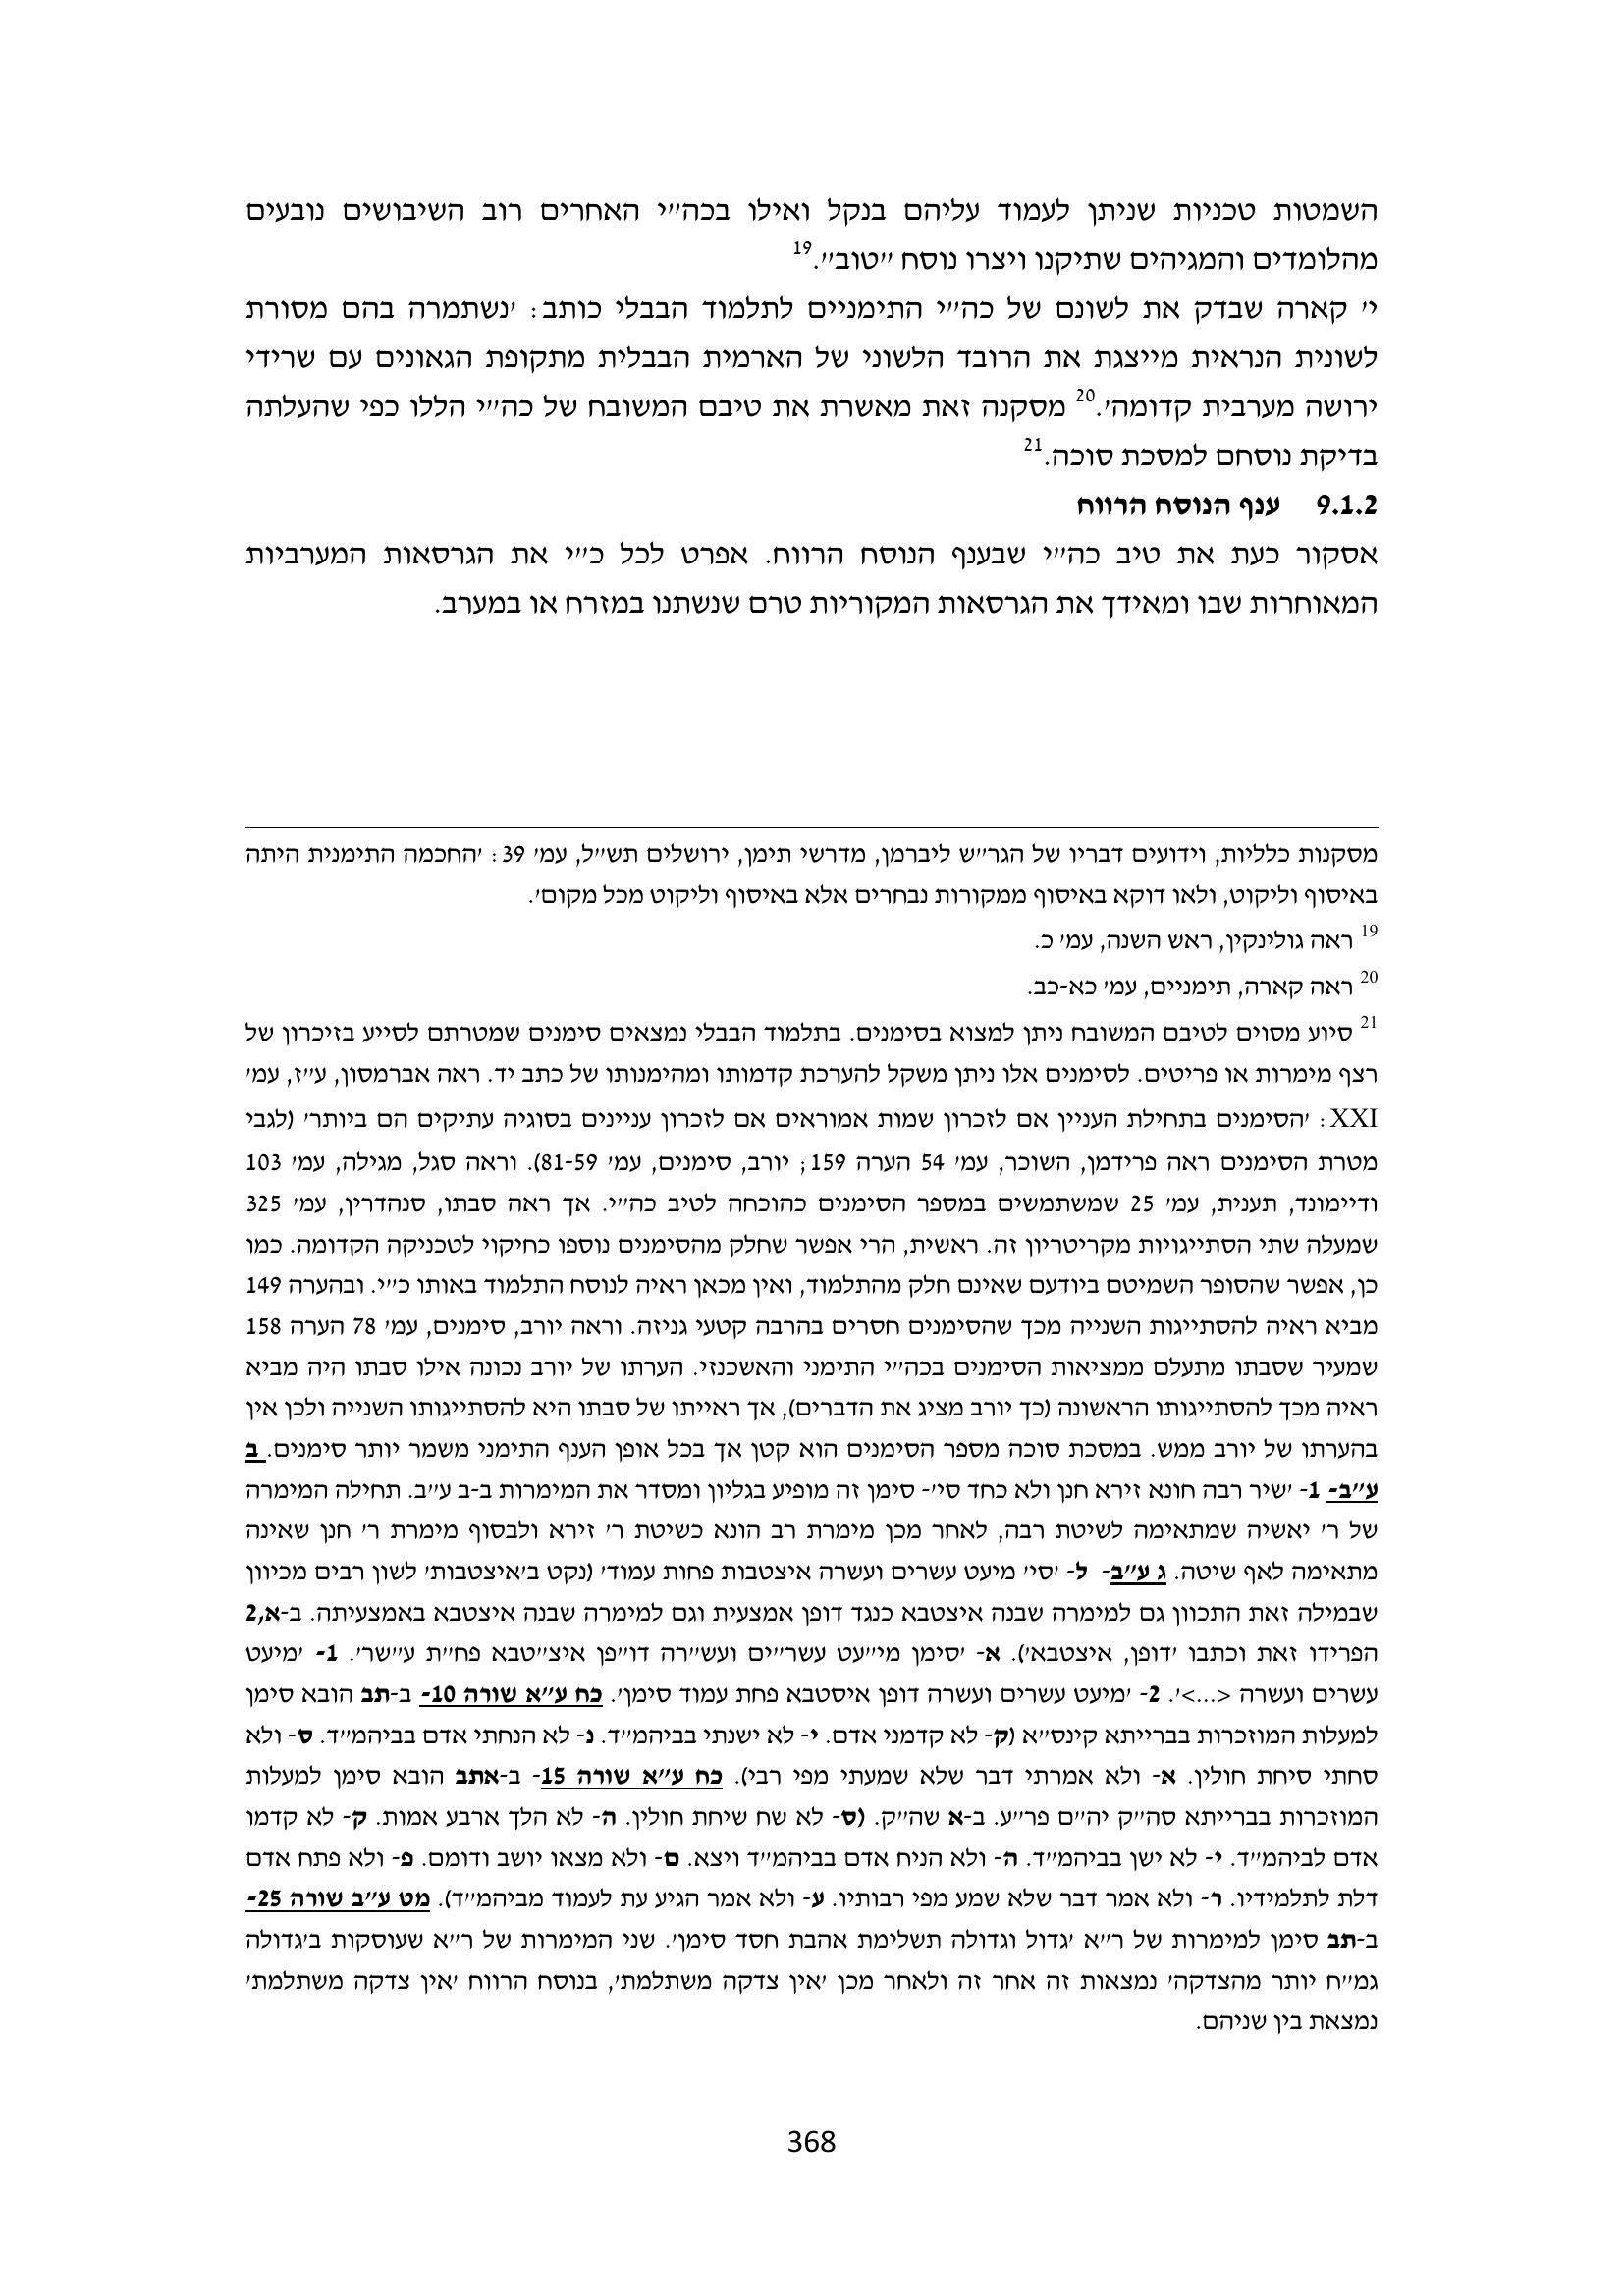 השמטות טכניות שניתן לעמוד עליהם בנקל ואילו בכה״י האחרים רוב השיבושים נובעים
מהלומדים והמגיהים שתיקנו ויצרו נוסח ״טוב״.19
י׳ קארה שבדק את לשונם של כה״י התימניים לתלמוד הבבלי כותב: ׳נשתמרה בהם מסורת
לשונית הנראית מייצגת את הרובד הלשוני של הארמית הבבלית מתקופת הגאונים עם שרידי
ירושה מערבית קדומה׳.20 מסקנה זאת מאשרת את טיבם המשובח של כה״י הללו כפי שהעלתה
בדיקת נוסחם למסכת סוכה.21
9.1.2 ענף הנוסח הרווח
אסקור כעת את טיב כה״י שבענף הנוסח הרווח. אפרט לכל כ״י את הגרסאות המערביות
המאוחרות שבו ומאידך את הגרסאות המקוריות טרם שנשתנו במזרח או במערב.
מסקנות כלליות, וידועים דבריו של הגר״ש ליברמן, מדרשי תימן, ירושלים תש״ל, עמ׳ 39: ׳החכמה התימנית היתה
באיסוף וליקוט, ולאו דוקא באיסוף ממקורות נבחרים אלא באיסוף וליקוט מכל מקום׳.
19 ראה גולינקין, ראש השנה, עמ׳ כ.
20 ראה קארה, תימניים, עמ׳ כא-כב.
21 סיוע מסוים לטיבם המשובח ניתן למצוא בסימנים. בתלמוד הבבלי נמצאים סימנים שמטרתם לסייע בזיכרון של
רצף מימרות או פריטים. לסימנים אלו ניתן משקל להערכת קדמותו ומהימנותו של כתב יד. ראה אברמסון, ע״ז, עמ׳
XXI: ׳הסימנים בתחילת העניין אם לזכרון שמות אמוראים אם לזכרון עניינים בסוגיה עתיקים הם ביותר׳ (לגבי
מטרת הסימנים ראה פרידמן, השוכר, עמ׳ 54 הערה 159; יורב, סימנים, עמ׳ 81-59). וראה סגל, מגילה, עמ׳ 103
ודיימונד, תענית, עמ׳ 25 שמשתמשים במספר הסימנים כהוכחה לטיב כה״י. אך ראה סבתו, סנהדרין, עמ׳ 325
שמעלה שתי הסתייגויות מקריטריון זה. ראשית, הרי אפשר שחלק מהסימנים נוספו כחיקוי לטכניקה הקדומה. כמו
כן, אפשר שהסופר השמיטם ביודעם שאינם חלק מהתלמוד, ואין מכאן ראיה לנוסח התלמוד באותו כ״י. ובהערה 149
מביא ראיה להסתייגות השנייה מכך שהסימנים חסרים בהרבה קטעי גניזה. וראה יורב, סימנים, עמ׳ 78 הערה 158
שמעיר שסבתו מתעלם ממציאות הסימנים בכה״י התימני והאשכנזי. הערתו של יורב נכונה אילו סבתו היה מביא
ראיה מכך להסתייגותו הראשונה (כך יורב מציג את הדברים), אך ראייתו של סבתו היא להסתייגותו השנייה ולכן אין
בהערתו של יורב ממש. במסכת סוכה מספר הסימנים הוא קטן אך בכל אופן הענף התימני משמר יותר סימנים. ב
ע״ב- 1- ׳שיר רבה חונא זירא חנן ולא כחד סי׳- סימן זה מופיע בגליון ומסדר את המימרות ב-ב ע״ב. תחילה המימרה
של ר׳ יאשיה שמתאימה לשיטת רבה, לאחר מכן מימרת רב הונא כשיטת ר׳ זירא ולבסוף מימרת ר׳ חנן שאינה
מתאימה לאף שיטה. ג ע״ב- ל- ׳סי׳ מיעט עשרים ועשרה איצטבות פחות עמוד׳ (נקט ב׳איצטבות׳ לשון רבים מכיוון
שבמילה זאת התכוון גם למימרה שבנה איצטבא כנגד דופן אמצעית וגם למימרה שבנה איצטבא באמצעיתה. ב-א,2
הפרידו זאת וכתבו ׳דופן, איצטבא׳). א- ׳סימן מי״עט עשר״ים ועש״רה דו״פן איצ״טבא פח״ת ע״שר׳. 1- ׳מיעט
עשרים ועשרה <...>׳. 2- ׳מיעט עשרים ועשרה דופן איסטבא פחת עמוד סימן׳. כח ע״א שורה 10- ב-תב הובא סימן
למעלות המוזכרות בברייתא קינס״א (ק- לא קדמני אדם. י- לא ישנתי בביהמ״ד. נ- לא הנחתי אדם בביהמ״ד. ס- ולא
סחתי סיחת חולין. א- ולא אמרתי דבר שלא שמעתי מפי רבי). כח ע״א שורה 15- ב-אתב הובא סימן למעלות
המוזכרות בברייתא סה״ק יה״ם פר״ע. ב-א שה״ק. (ס- לא שח שיחת חולין. ה- לא הלך ארבע אמות. ק- לא קדמו
אדם לביהמ״ד. י- לא ישן בביהמ״ד. ה- ולא הניח אדם בביהמ״ד ויצא. ם- ולא מצאו יושב ודומם. פ- ולא פתח אדם
דלת לתלמידיו. ר- ולא אמר דבר שלא שמע מפי רבותיו. ע- ולא אמר הגיע עת לעמוד מביהמ״ד). מט ע״ב שורה 25-
ב-תב סימן למימרות של ר״א ׳גדול וגדולה תשלימת אהבת חסד סימן׳. שני המימרות של ר״א שעוסקות ב׳גדולה
גמ״ח יותר מהצדקה׳ נמצאות זה אחר זה ולאחר מכן ׳אין צדקה משתלמת׳, בנוסח הרווח ׳אין צדקה משתלמת׳
נמצאת בין שניהם.
368